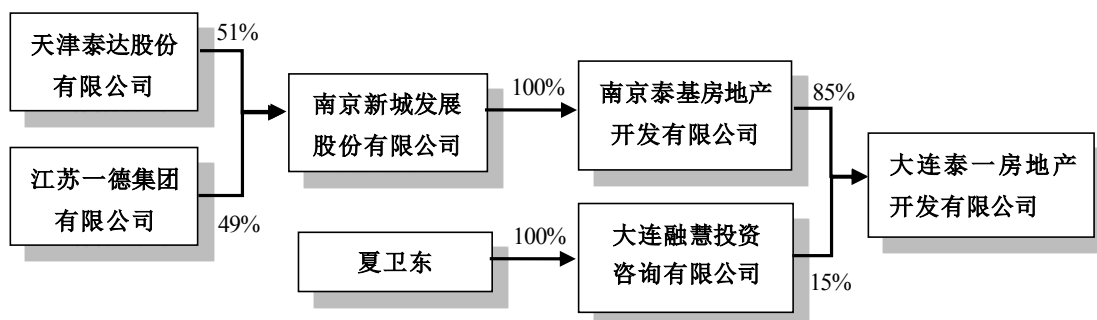 天津泰达股份
有限公司
51%
江苏一德集团
有限公司
49%
南京新城发展
股份有限公司
100%
南京泰基房地产
开发有限公司
85%
夏卫东
100%
大连融慧投资
咨询有限公司
15%
大连泰一房地产
开发有限公司